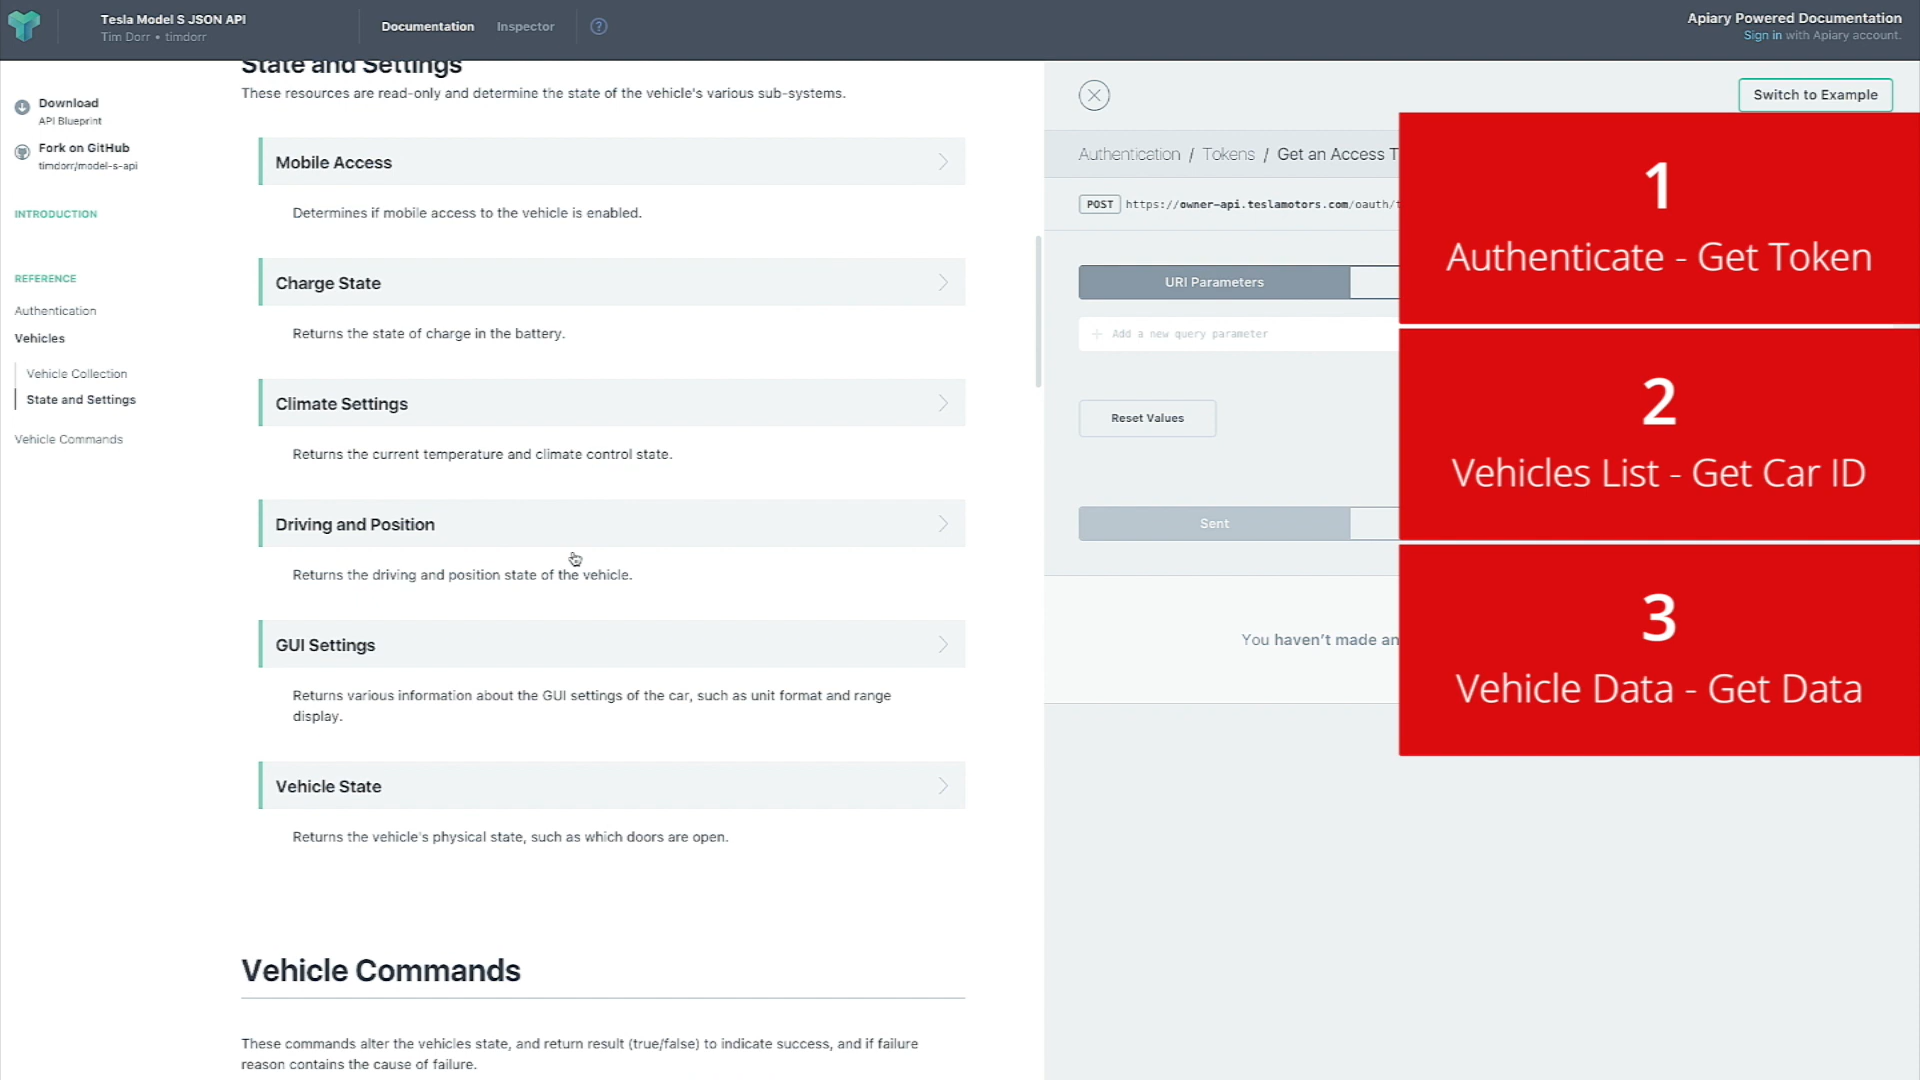 Tesla Model S JSON API
Tim Dorr • timdorr
Documentation
Inspector
?
Apiary Powered Documentation
Sign in with Apiary account.
Download
API Blueprint
Fork on GitHub
timdorr/model-s-api
INTRODUCTION
REFERENCE
Authentication
Vehicles
Vehicle Collection
State and Settings
Vehicle Commands
State and Settings
These resources are read-only and determine the state of the vehicle's various sub-systems.
Mobile Access
Determines if mobile access to the vehicle is enabled.
Charge State
Returns the state of charge in the battery.
Climate Settings
Returns the current temperature and climate control state.
Driving and Position
Returns the driving and position state of the vehicle.
GUI Settings
Returns various information about the GUI settings of the car, such as unit format and range
display.
Vehicle State
Returns the vehicle's physical state, such as which doors are open.
Vehicle Commands
These commands alter the vehicles state, and return result (true/false) to indicate success, and if failure
reason contains the cause of failure.
Switch to Example
Authentication / Tokens / Get an Access T
POST https://owner-api.teslamotors.com/oauth/t
URI Parameters
Add a new query parameter
Reset Values
Sent
You haven't made an
1
Authenticate - Get Token
2
Vehicles List - Get Car ID
3
Vehicle Data - Get Data